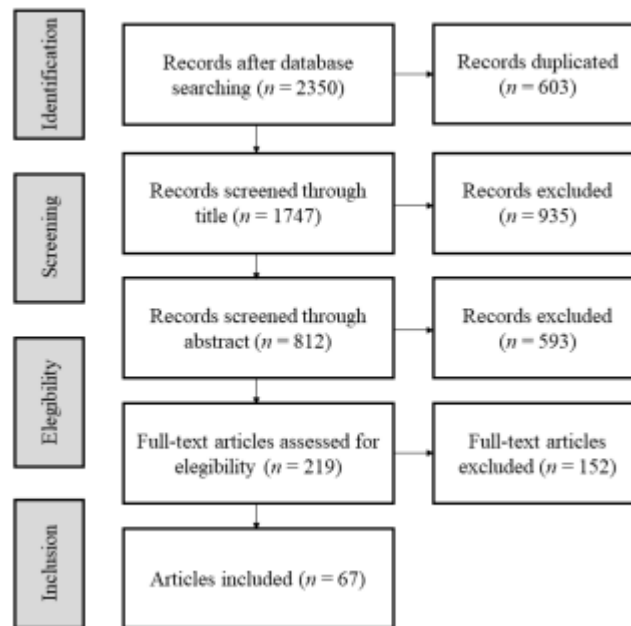 Identification
Records after database
searching (n = 2350)
Records duplicated
(n = 603)
Screening
Records screened through
title (n = 1747)
Records excluded
(n = 935)
Records screened through
abstract (n = 812)
Records excluded
(n = 593)
Elegibility
Full-text articles assessed for
elegibility (n = 219)
Full-text articles
excluded (n = 152)
Inclusion
Articles included (n = 67)